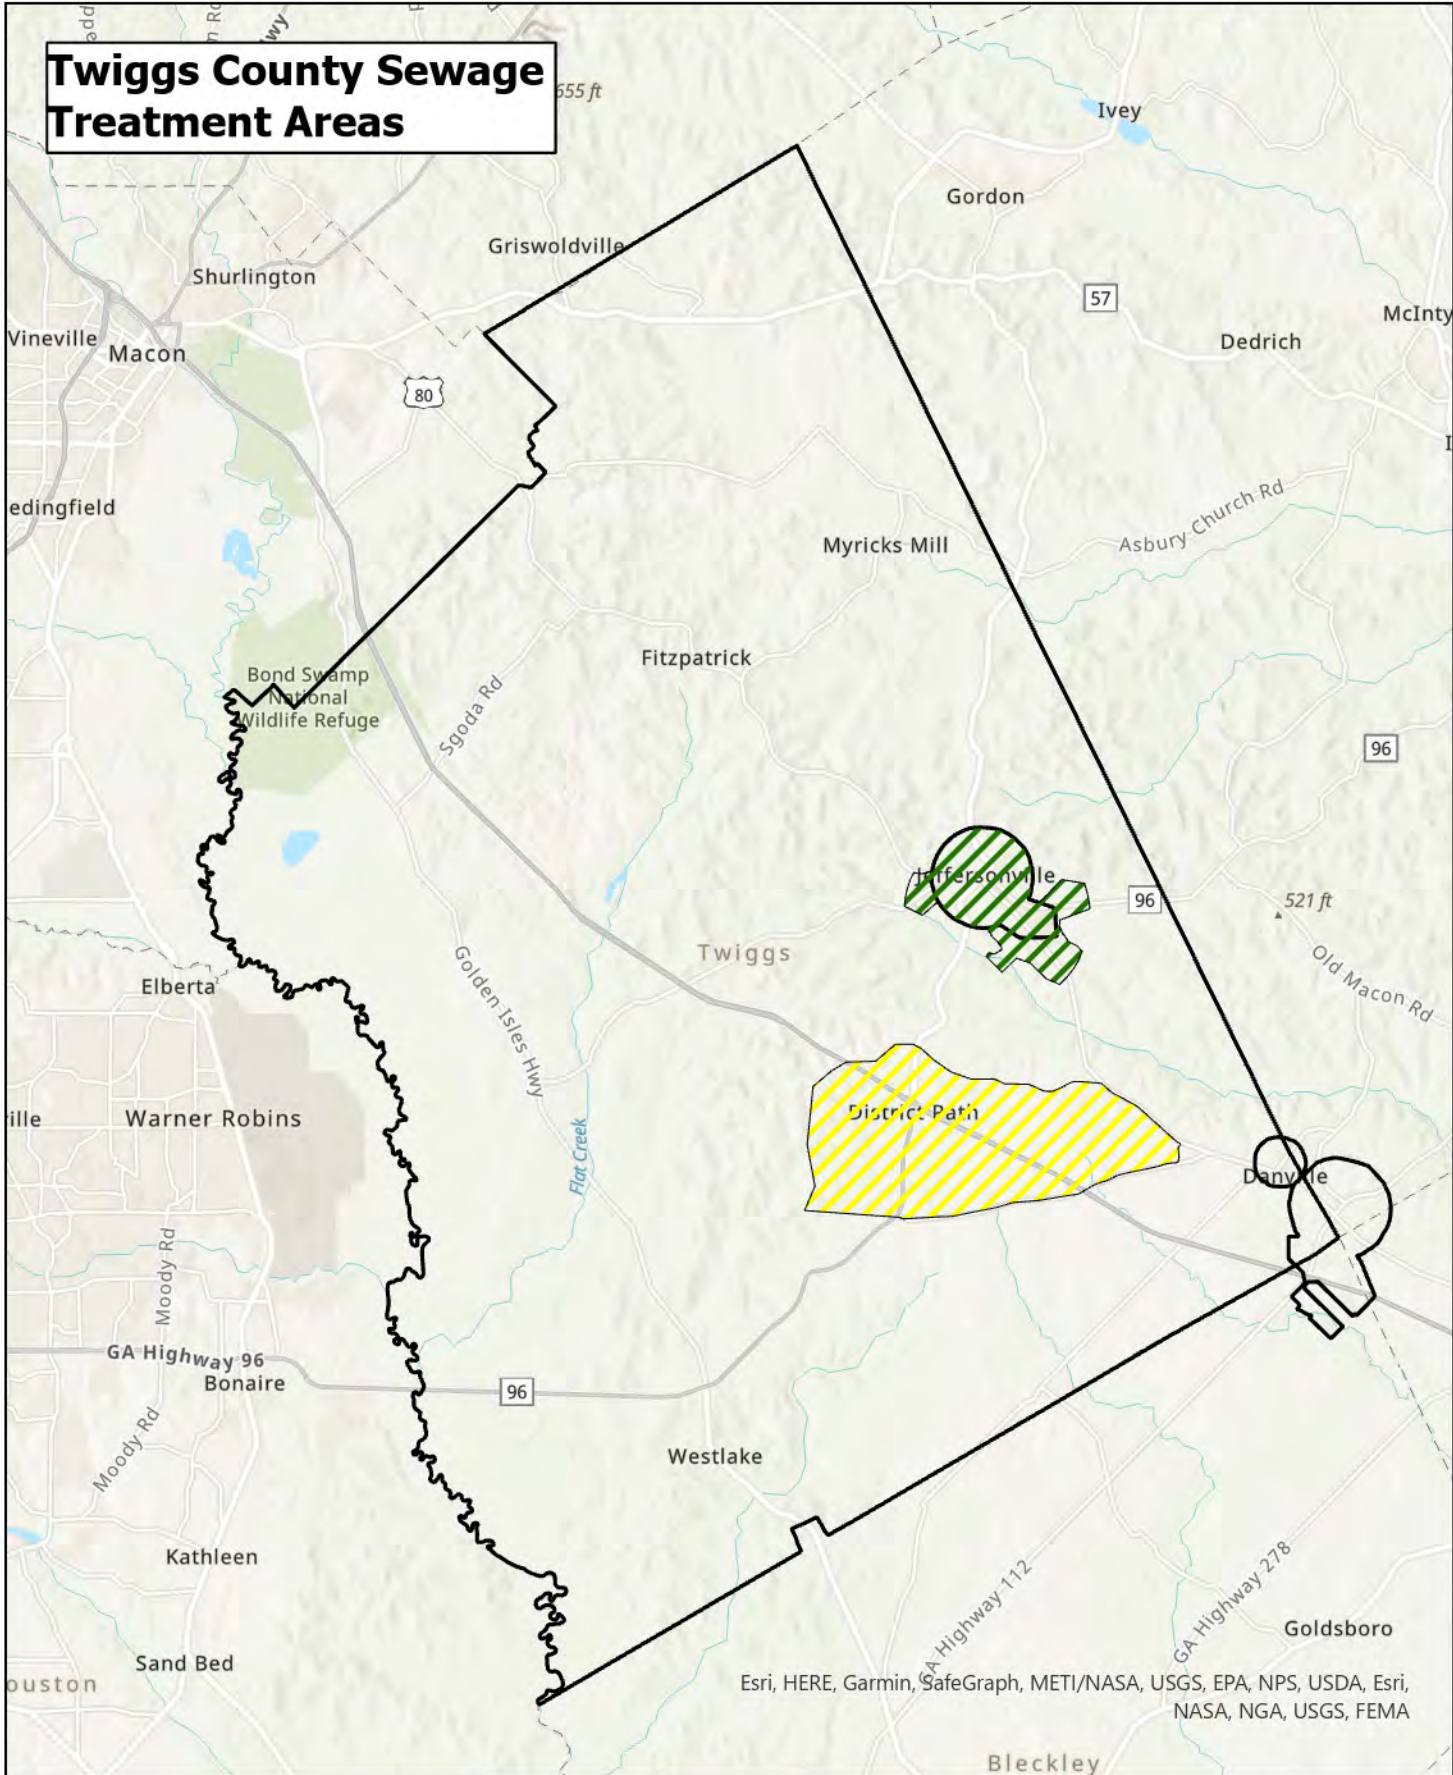 Twiggs County Sewage
Treatment Areas
655 ft
Ivey
Gordon
Griswoldville
Shurlington
57
McInty
Vineville
Macon
Dedrich
80
edingfield
Asbury Church Rd
Myricks Mill
Fitzpatrick
Bond Swamp
National
Wildlife Refuge
Sgoda Rd
96
Jeffersonville
96
521 ft
Twiggs
Old Macon Rd
Elberta
Golden Isles Hwy
District Path
ville
Warner Robins
Flat Creek
Danville
Moody Rd
GA Highway 96
Bonaire
96
Moody Rd
Westlake
Kathleen
GA Highway 112
GA Highway 278
Goldsboro
Sand Bed
ouston
Esri, HERE, Garmin, SafeGraph, METI/NASA, USGS, EPA, NPS, USDA, Esri,
NASA, NGA, USGS, FEMA
Bleckley